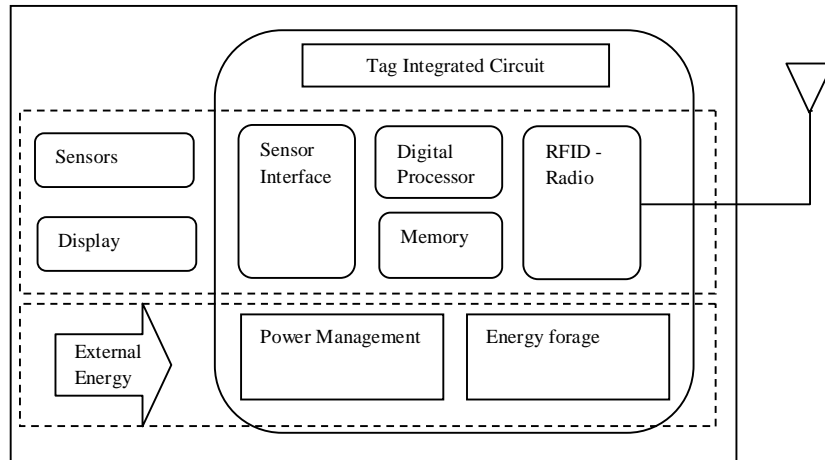 Tag Integrated Circuit
Sensors
Display
Sensor
Interface
Digital
Processor
Memory
RFID -
Radio
External
Energy
Power Management
Energy forage